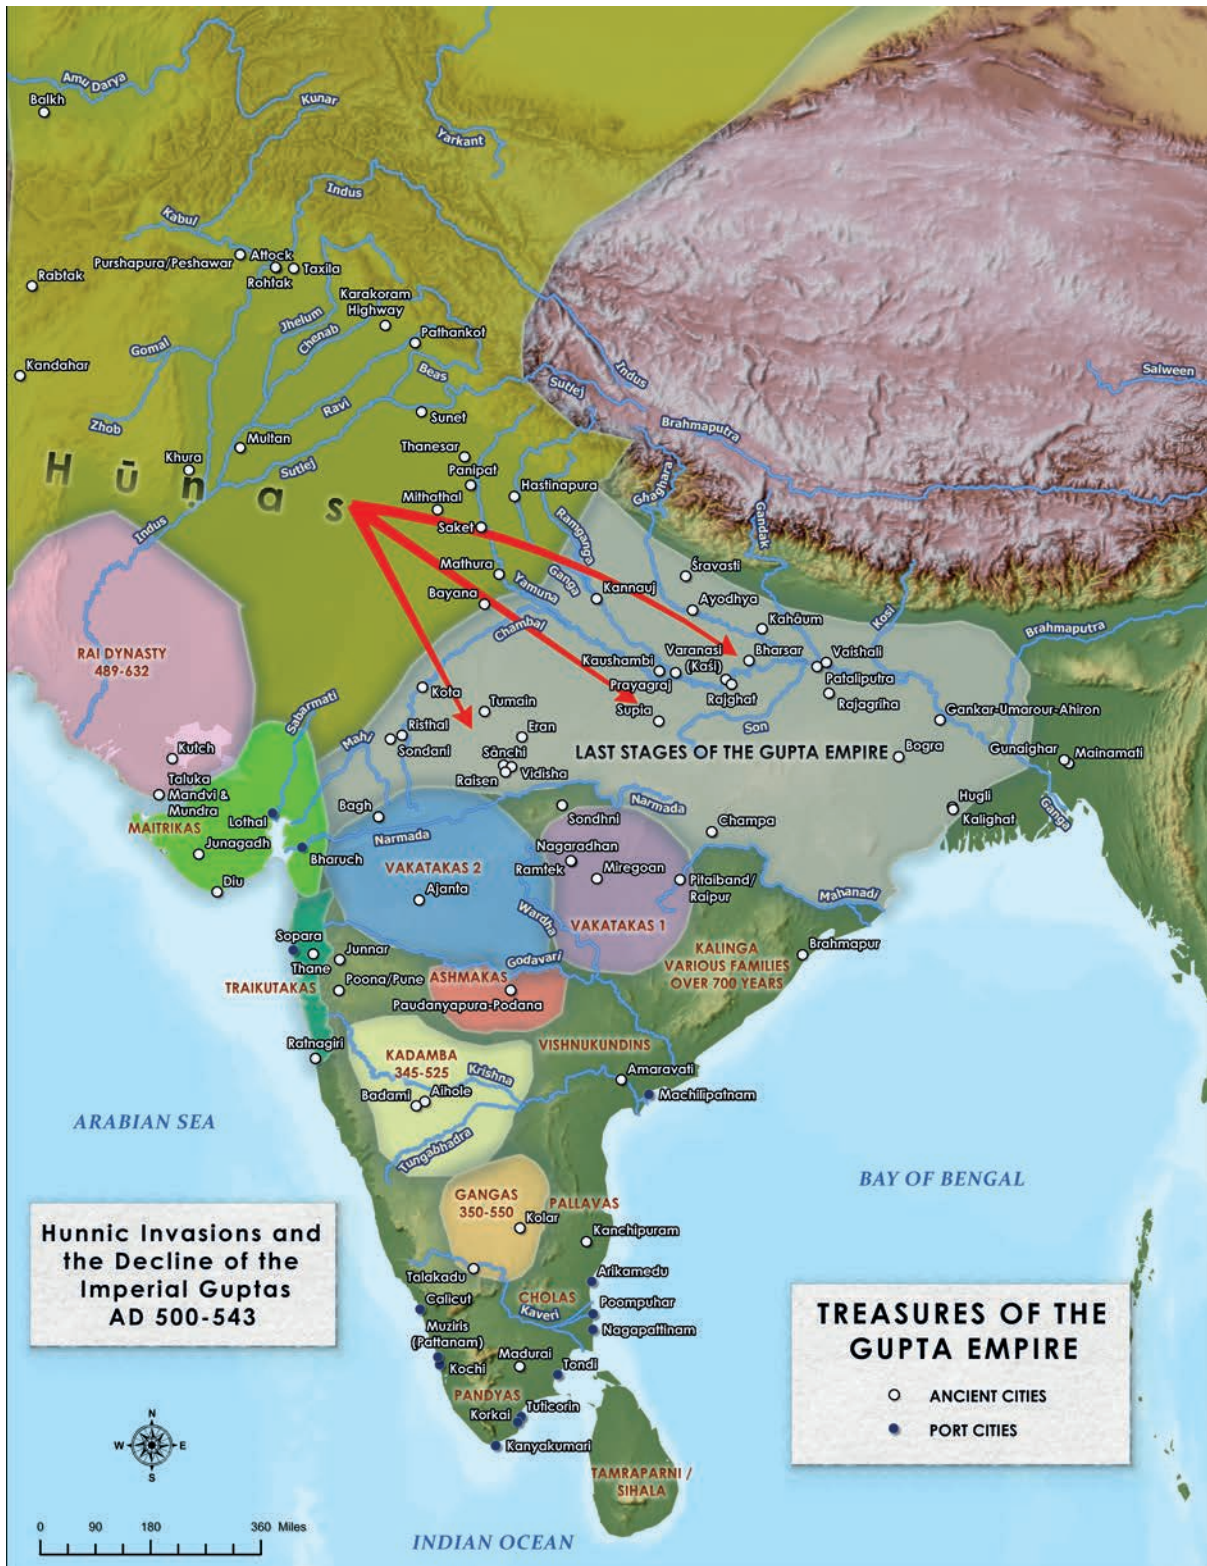 Amu Darya
Balkh
Kunar
Yarkant
Indus
Kabul
Purshapura/Peshawar
Attock
Rohtak
Taxila
Rabtak
Karakoram
Highway
Jhelum
Chenab
Pathankot
Gomal
Kandahar
Beas
Sutlej
Indus
Salween
Ravi
Zhob
Sunet
Brahmaputra
Multan
Thanesar
Khura
Sutlej
Panipat
Hūṇas
Hastinapura
Ghaghara
Mithathal
Gandak
Saket
Indus
Ramganga
Mathura
Yamuna
Ganga
Śravasti
Bayana
Kannauj
Ayodhya
Kosi
Chambal
Kahāum
Brahmaputra
RAI DYNASTY
489-632
Varanasi
(Kaśi)
Bharsar
Vaishali
Kaushambi
Pataliputra
Prayagraj
Rajghat
Rajagriha
Kota
Sabarmati
Tumain
Supia
Son
Gankar-Umarour-Ahiron
Mahi
Risthal
Sondani
Eran
LAST STAGES OF THE GUPTA EMPIRE
Bogra
Gunaighar
Mainamati
Kutch
Sânchi
Raisen
Vidisha
Taluka
Mandvi &
Mundra
MAITRIKAS
Lothal
Bagh
Narmada
Sondhni
Narmada
Champa
Hugli
Kalighat
Ganga
Junagadh
Bharuch
Diu
VAKATAKAS 2
Ajanta
Nagaradhan
Ramtek
Miregoan
Pitaiband/
Raipur
Mahanadi
Wardha
VAKATAKAS 1
Sopara
Thane
Junnar
Godavari
KALINGA
VARIOUS FAMILIES
OVER 700 YEARS
Brahmapur
TRAIKUTAKAS
Poona/Pune
ASHMAKAS
Paudanyapura-Podana
Ratnagiri
KADAMBA
345-525
VISHNUKUNDINS
Krishna
Amaravati
Badami
Aihole
Machilipatnam
ARABIAN SEA
Tungabhadra
BAY OF BENGAL
GANGAS
350-550
PALLAVAS
Kolar
Kanchipuram
Hunnic Invasions and
the Decline of the
Imperial Guptas
AD 500-543
Talakadu
Arikamedu
Calicut
CHOLAS
Kaveri
Poompuhar
Muziris
(Pattanam)
Nagapattinam
Kochi
Madurai
Tondi
PANDYAS
Korkai
Tuticorin
Kanyakumari
TREASURES OF THE
GUPTA EMPIRE
ANCIENT CITIES
PORT CITIES
N
W
E
S
TAMRAPARNI /
SIHALA
0 90 180 360 Miles
INDIAN OCEAN